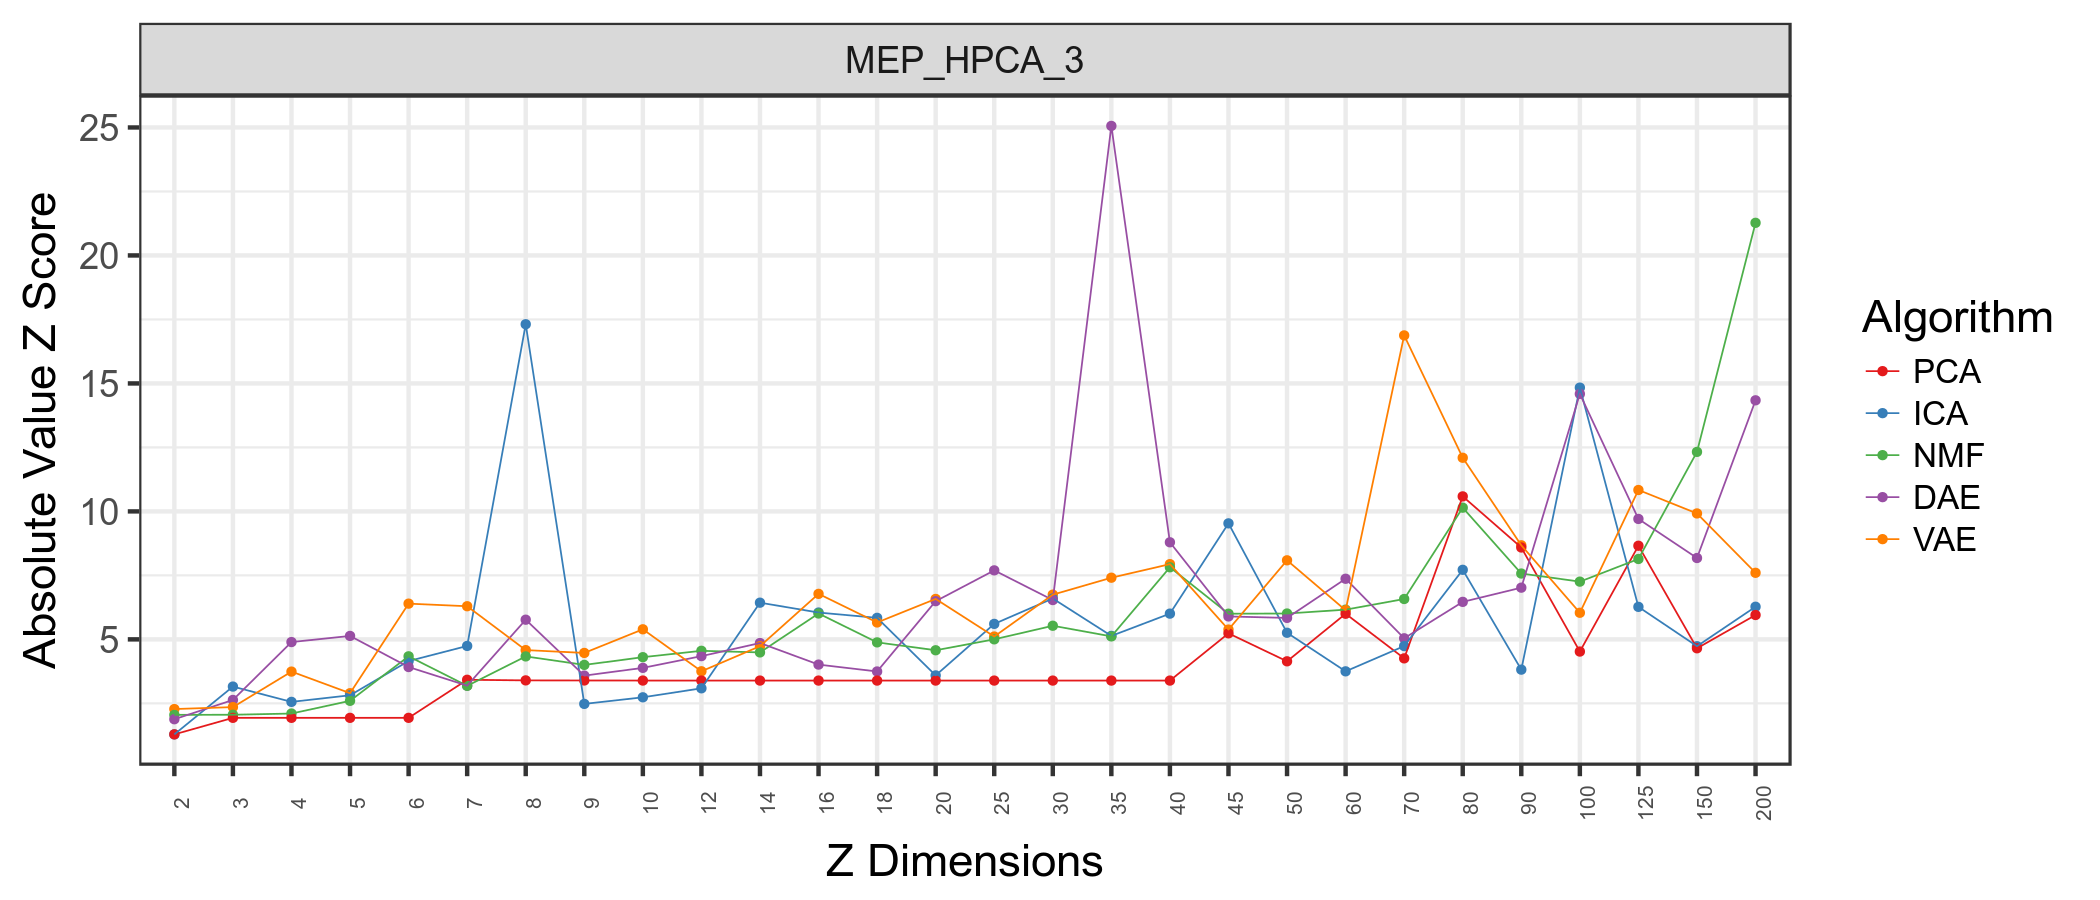 MEP_HPCA_3
Absolute Value Z Score
25
20
15
10
5
2 3 4 5 6 7 8 9 10 12 14 16 18 20 25 30 35 40 45 50 60 70 80 90 100 125 150 200
Z Dimensions
Algorithm
PCA
ICA
NMF
DAE
VAE